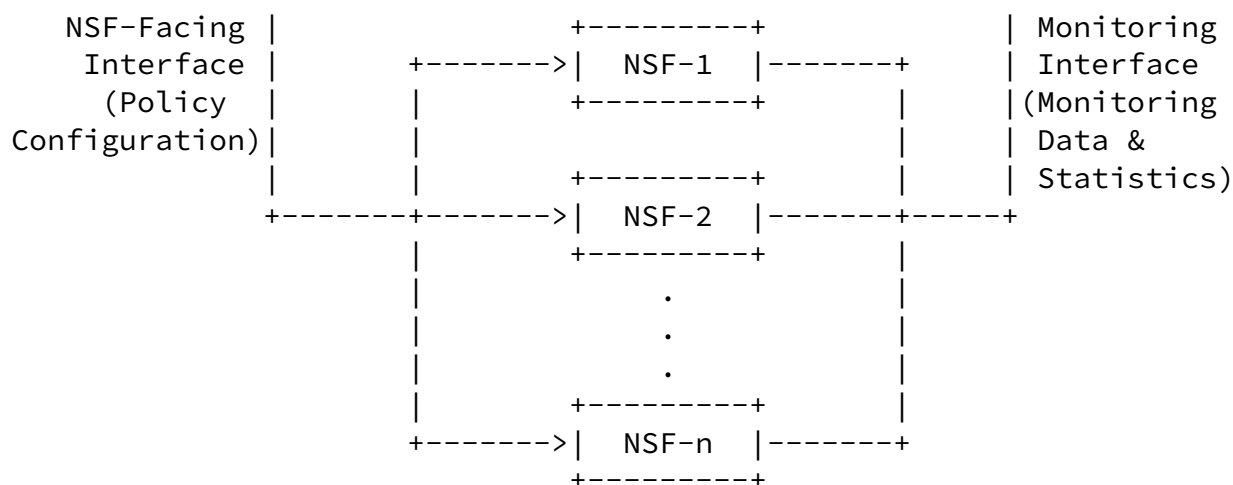 NSF-Facing | +---------+ | Monitoring
Interface | +------->| NSF-1 |-------+ | Interface
(Policy | | +---------+ | |(Monitoring
Configuration)| | | | Data &
| | +---------+ | | Statistics)
+-------+------->| NSF-2 |-------+-----+
| +---------+ |
| . |
| . |
| . |
| +---------+ |
+------->| NSF-n |-------+
+---------+